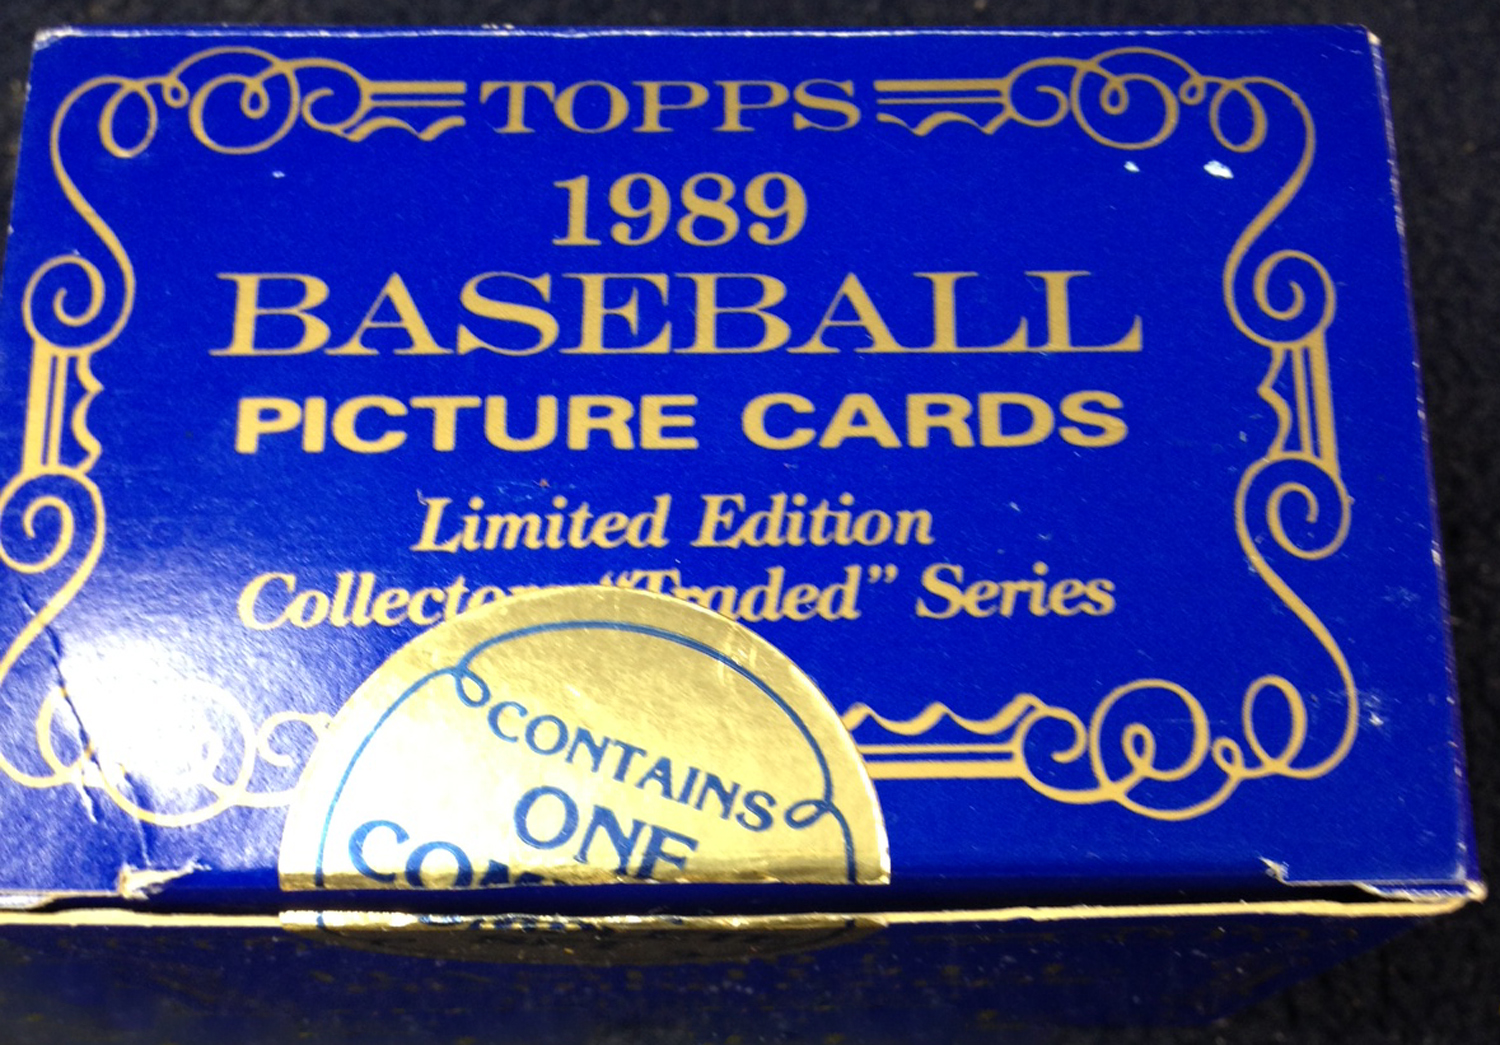 TOPPS
1989
BASEBALL
PICTURE CARDS
Limited Edition
"Traded" Series
CONTAINS
ONE